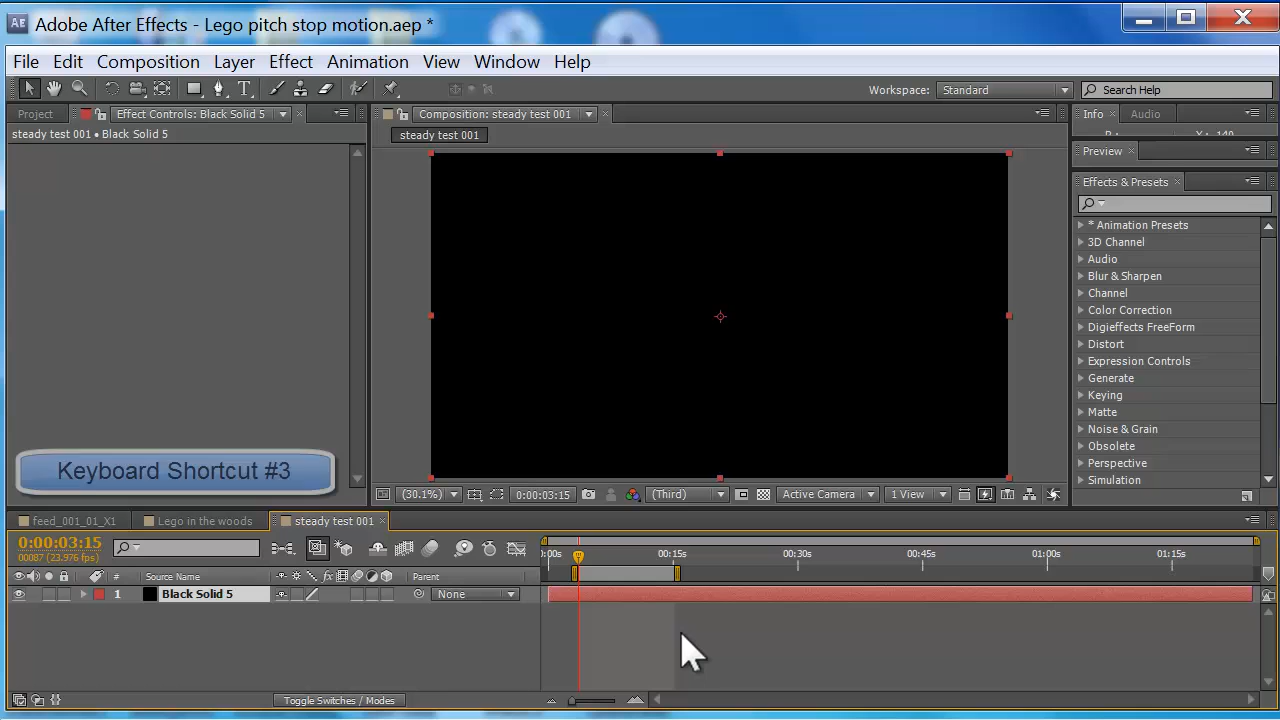 Adobe After Effects - Lego pitch stop motion.aep *
File Edit Composition Layer Effect Animation View Window Help
Workspace: Standard Search Help
Project Effect Controls: Black Solid 5 Composition: steady test 001 Info Audio
steady test 001 • Black Solid 5
steady test 001
Preview
Effects & Presets
* Animation Presets
3D Channel
Audio
Blur & Sharpen
Channel
Color Correction
Digieffects FreeForm
Distort
Expression Controls
Generate
Keying
Matte
Noise & Grain
Obsolete
Perspective
Simulation
Keyboard Shortcut #3
(30.1%) 0:00:03:15 (Third) Active Camera 1 View
feed_001_01_X1 Lego in the woods steady test 001
0:00:03:15
00087 (23.976 fps)
:00s 00:15s 00:30s 00:45s 01:00s 01:15s
# Source Name fx Parent
1 Black Solid 5 None
Toggle Switches / Modes